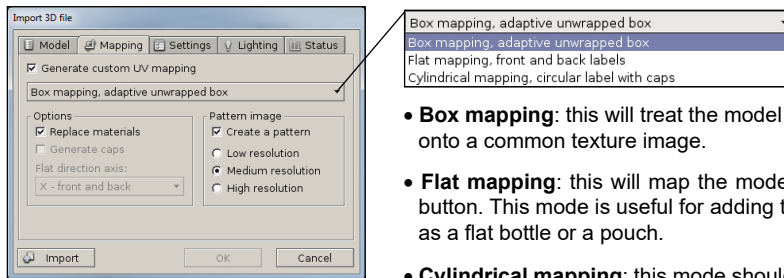 Import 3D file
Model Mapping Settings Lighting Status
Generate custom UV mapping
Box mapping, adaptive unwrapped box
Options
Replace materials
Generate caps
Flat direction axis:
X - front and back
Pattern image
Create a pattern
Low resolution
Medium resolution
High resolution
Import OK Cancel
Box mapping, adaptive unwrapped box
Box mapping, adaptive unwrapped box
Flat mapping, front and back labels
Cylindrical mapping, circular label with caps
• Box mapping: this will treat the model
onto a common texture image.
• Flat mapping: this will map the mode
button. This mode is useful for adding t
as a flat bottle or a pouch.
• Cylindrical mapping: this mode should